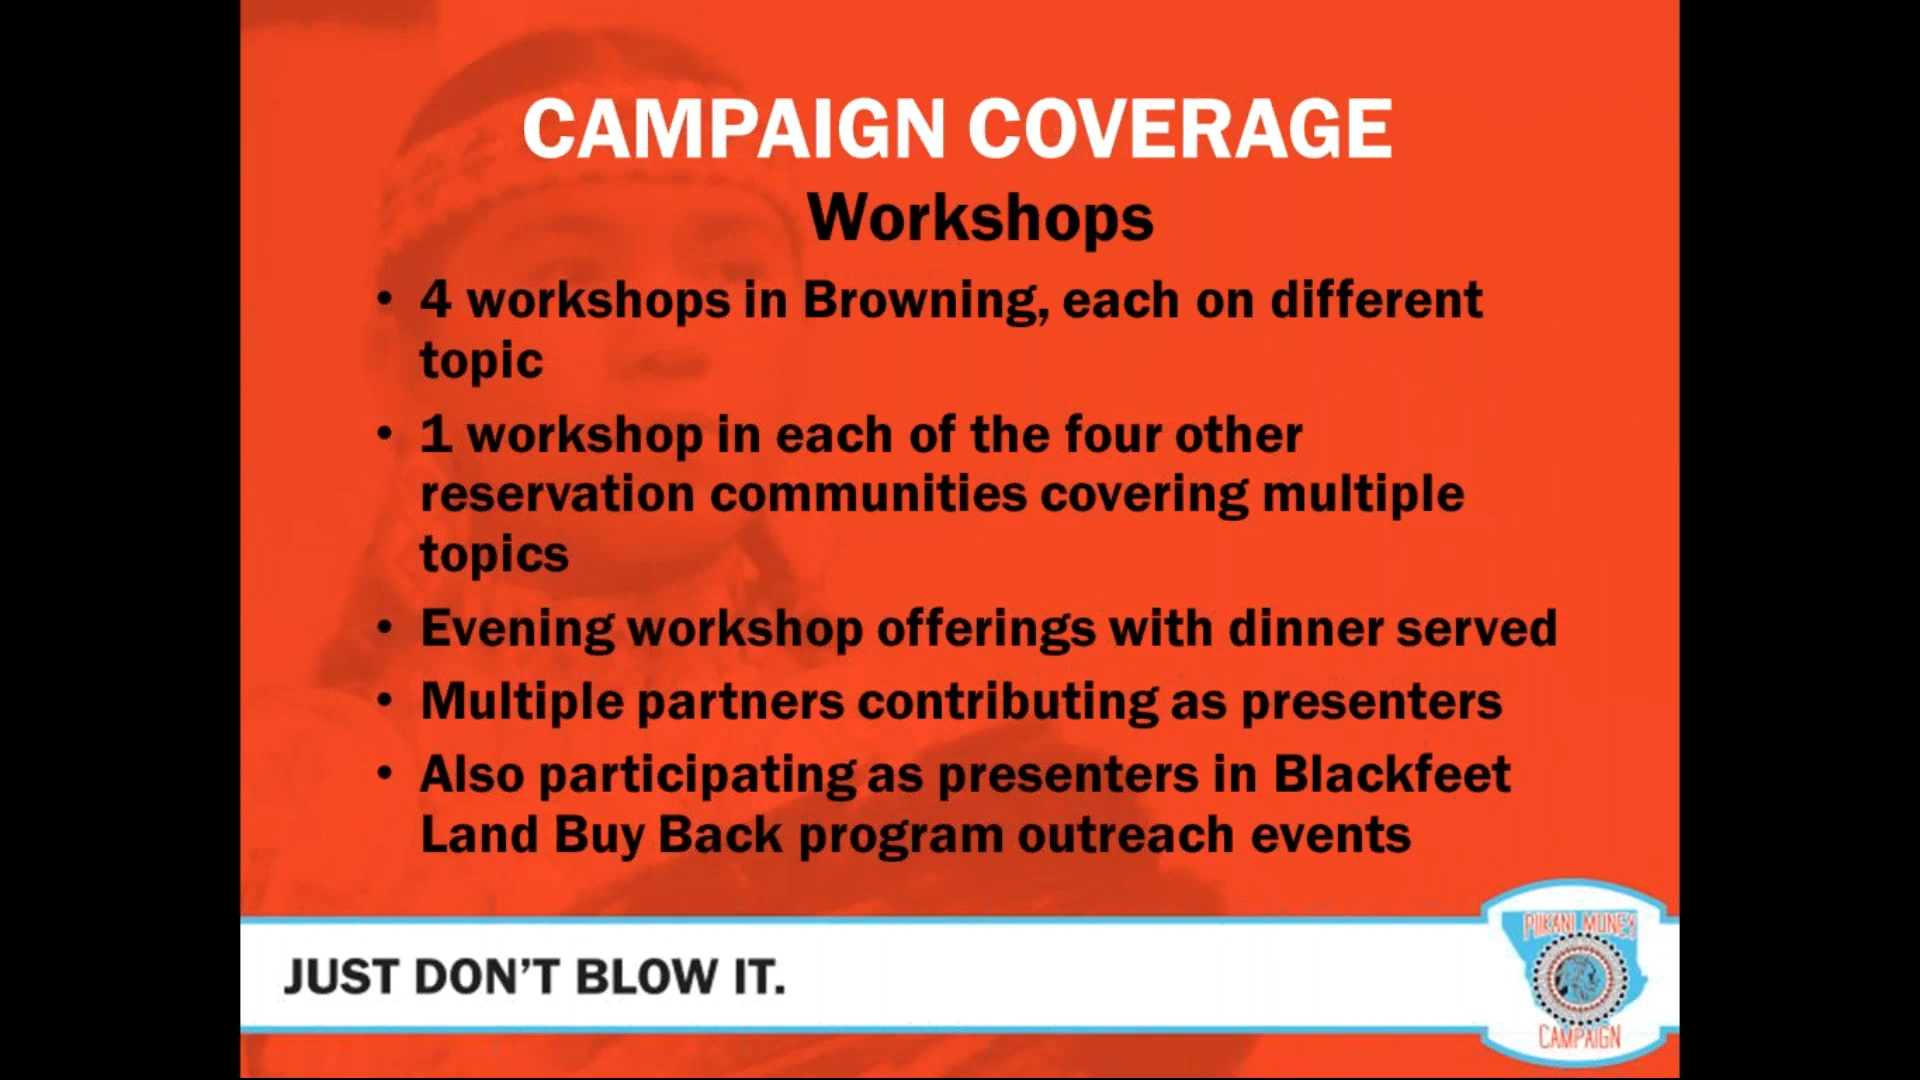 CAMPAIGN COVERAGE
Workshops
• 4 workshops in Browning, each on different
topic
• 1 workshop in each of the four other
reservation communities covering multiple
topics
• Evening workshop offerings with dinner served
• Multiple partners contributing as presenters
• Also participating as presenters in Blackfeet
Land Buy Back program outreach events
JUST DON'T BLOW IT.
PIIKANI MONEY
CAMPAIGN